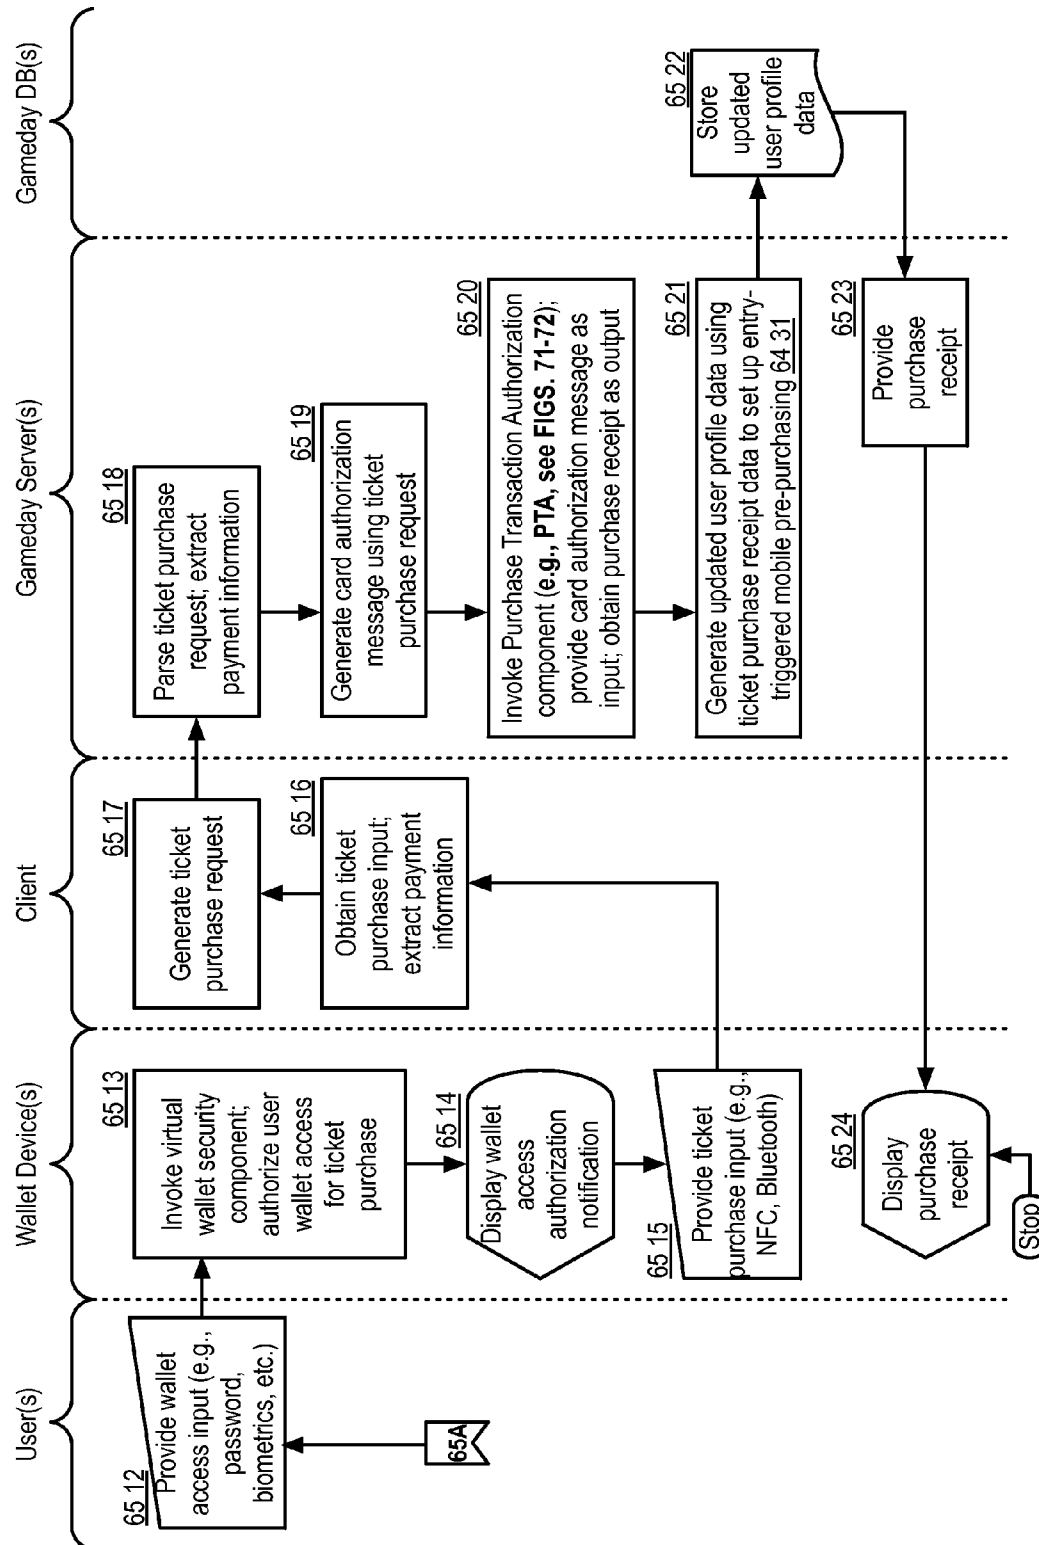 User(s)
Wallet Device(s)
Client
Gameday Server(s)
Gameday DB(s)
65 12
Provide wallet
access input (e.g.,
password,
biometrics, etc.)
65A
65 13
Invoke virtual
wallet security
component;
authorize user
wallet access
for ticket
purchase
65 14
Display wallet
access
authorization
notification
65 15
Provide ticket
purchase input (e.g.,
NFC, Bluetooth)
65 16
Obtain ticket
purchase input;
extract payment
information
65 17
Generate ticket
purchase request
65 18
Parse ticket purchase
request; extract
payment information
65 19
Generate card authorization
message using ticket
purchase request
65 20
Invoke Purchase Transaction Authorization
component (e.g., PTA, see FIGS. 71-72);
provide card authorization message as
input; obtain purchase receipt as output
65 21
Generate updated user profile data using
ticket purchase receipt data to set up entry-
triggered mobile pre-purchasing 64 31
65 22
Store
updated
user profile
data
65 23
Provide
purchase
receipt
65 24
Display
purchase
receipt
Stop